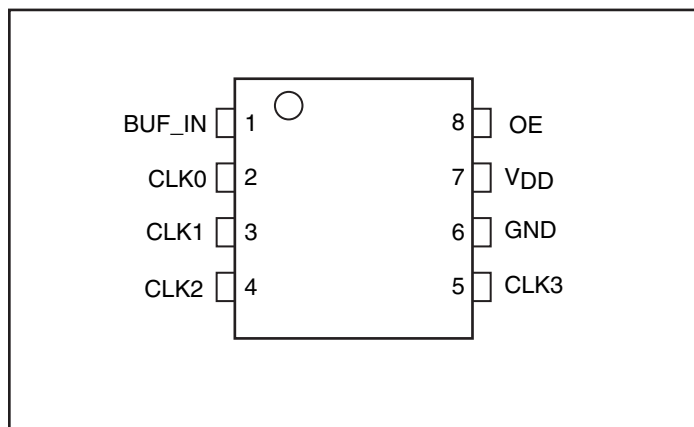 BUF_IN 1 8 OE
CLK0 2 7 VDD
CLK1 3 6 GND
CLK2 4 5 CLK3